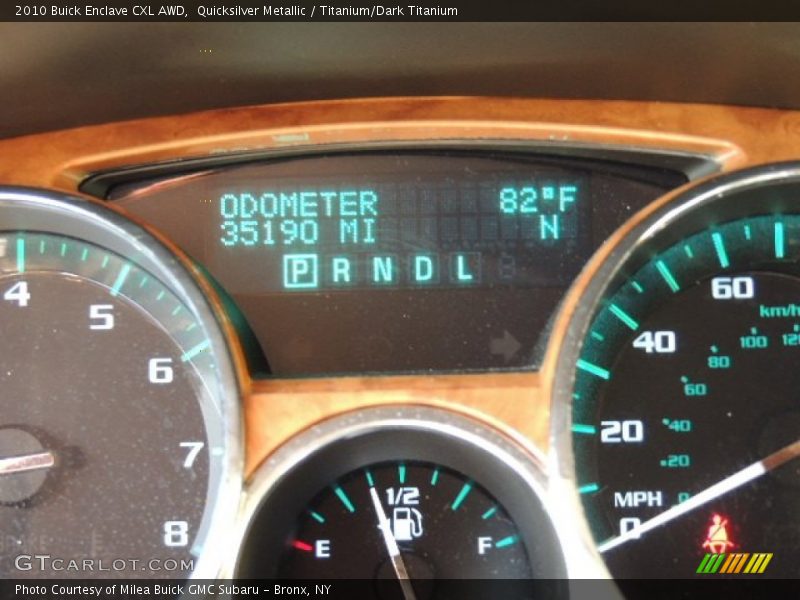 2010 Buick Enclave CXL AWD,  Quicksilver Metallic / Titanium/Dark Titanium
ODOMETER 82°F
35190 MI N
P R N D L
4
5
6
7
8
1/2
E F
60
40
20
0
km/h
100
80
60
40
20
0
MPH
GTCARLOT.COM
Photo Courtesy of Milea Buick GMC Subaru - Bronx, NY